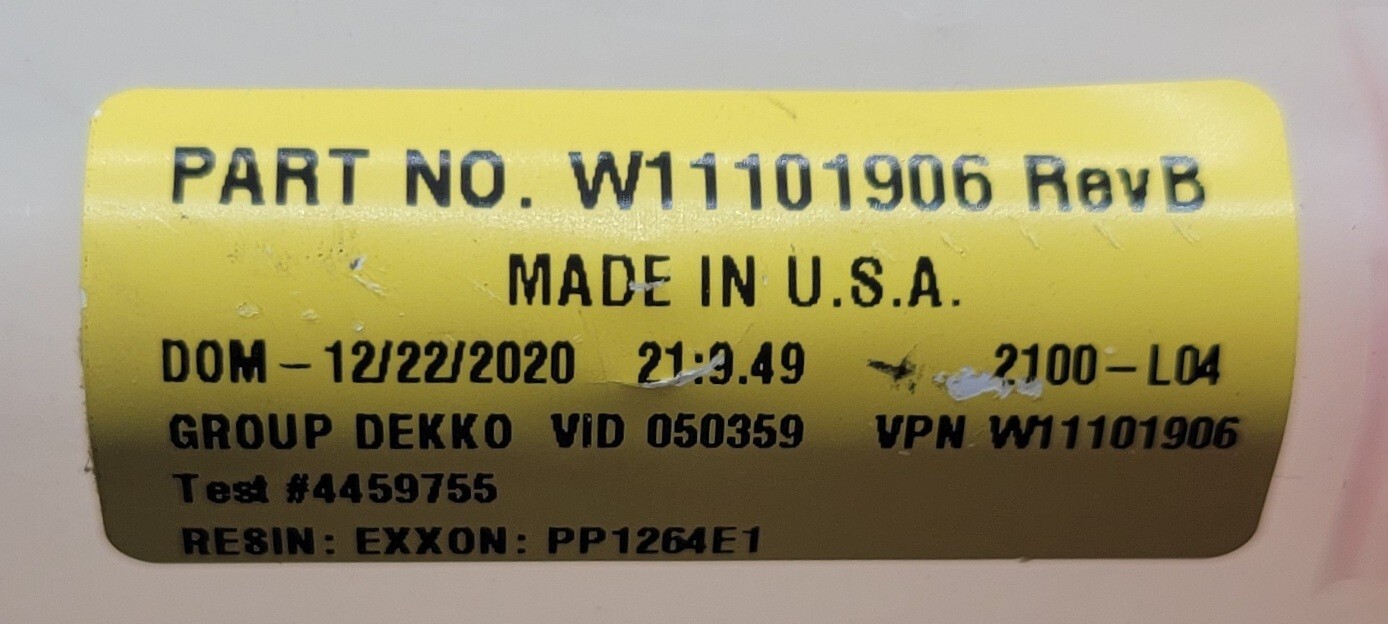 PART NO. W11101906 RevB
MADE IN U.S.A.
DOM – 12/22/2020 21:9.49 2100 – L04
GROUP DEKKO VID 050359 VPN W11101906
Test #4459755
RESIN: EXXON: PP1264E1